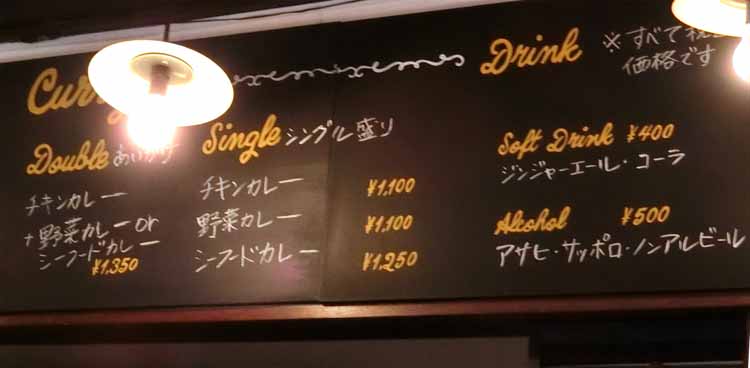 Double
チキンカレー
+野菜カレー or
シーフードカレー
¥1,350
Single シングル盛り
チキンカレー ¥1,100
野菜カレー ¥1,100
シーフードカレー ¥1,250
Drink ※すべて
価格です
Soft Drink ¥400
ジンジャーエール・コーラ
Alcohol ¥500
アサヒ・サッポロ・ノンアルビール